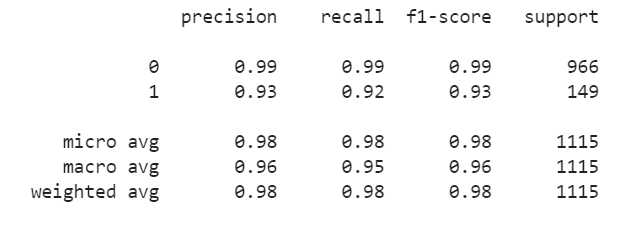 precision recall f1-score support
0 0.99 0.99 0.99 966
1 0.93 0.92 0.93 149
micro avg 0.98 0.98 0.98 1115
macro avg 0.96 0.95 0.96 1115
weighted avg 0.98 0.98 0.98 1115